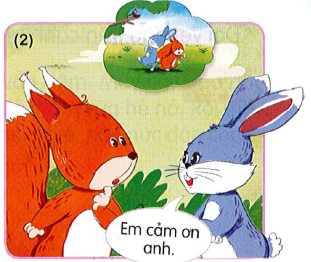 (2)
Em cảm ơn
anh.